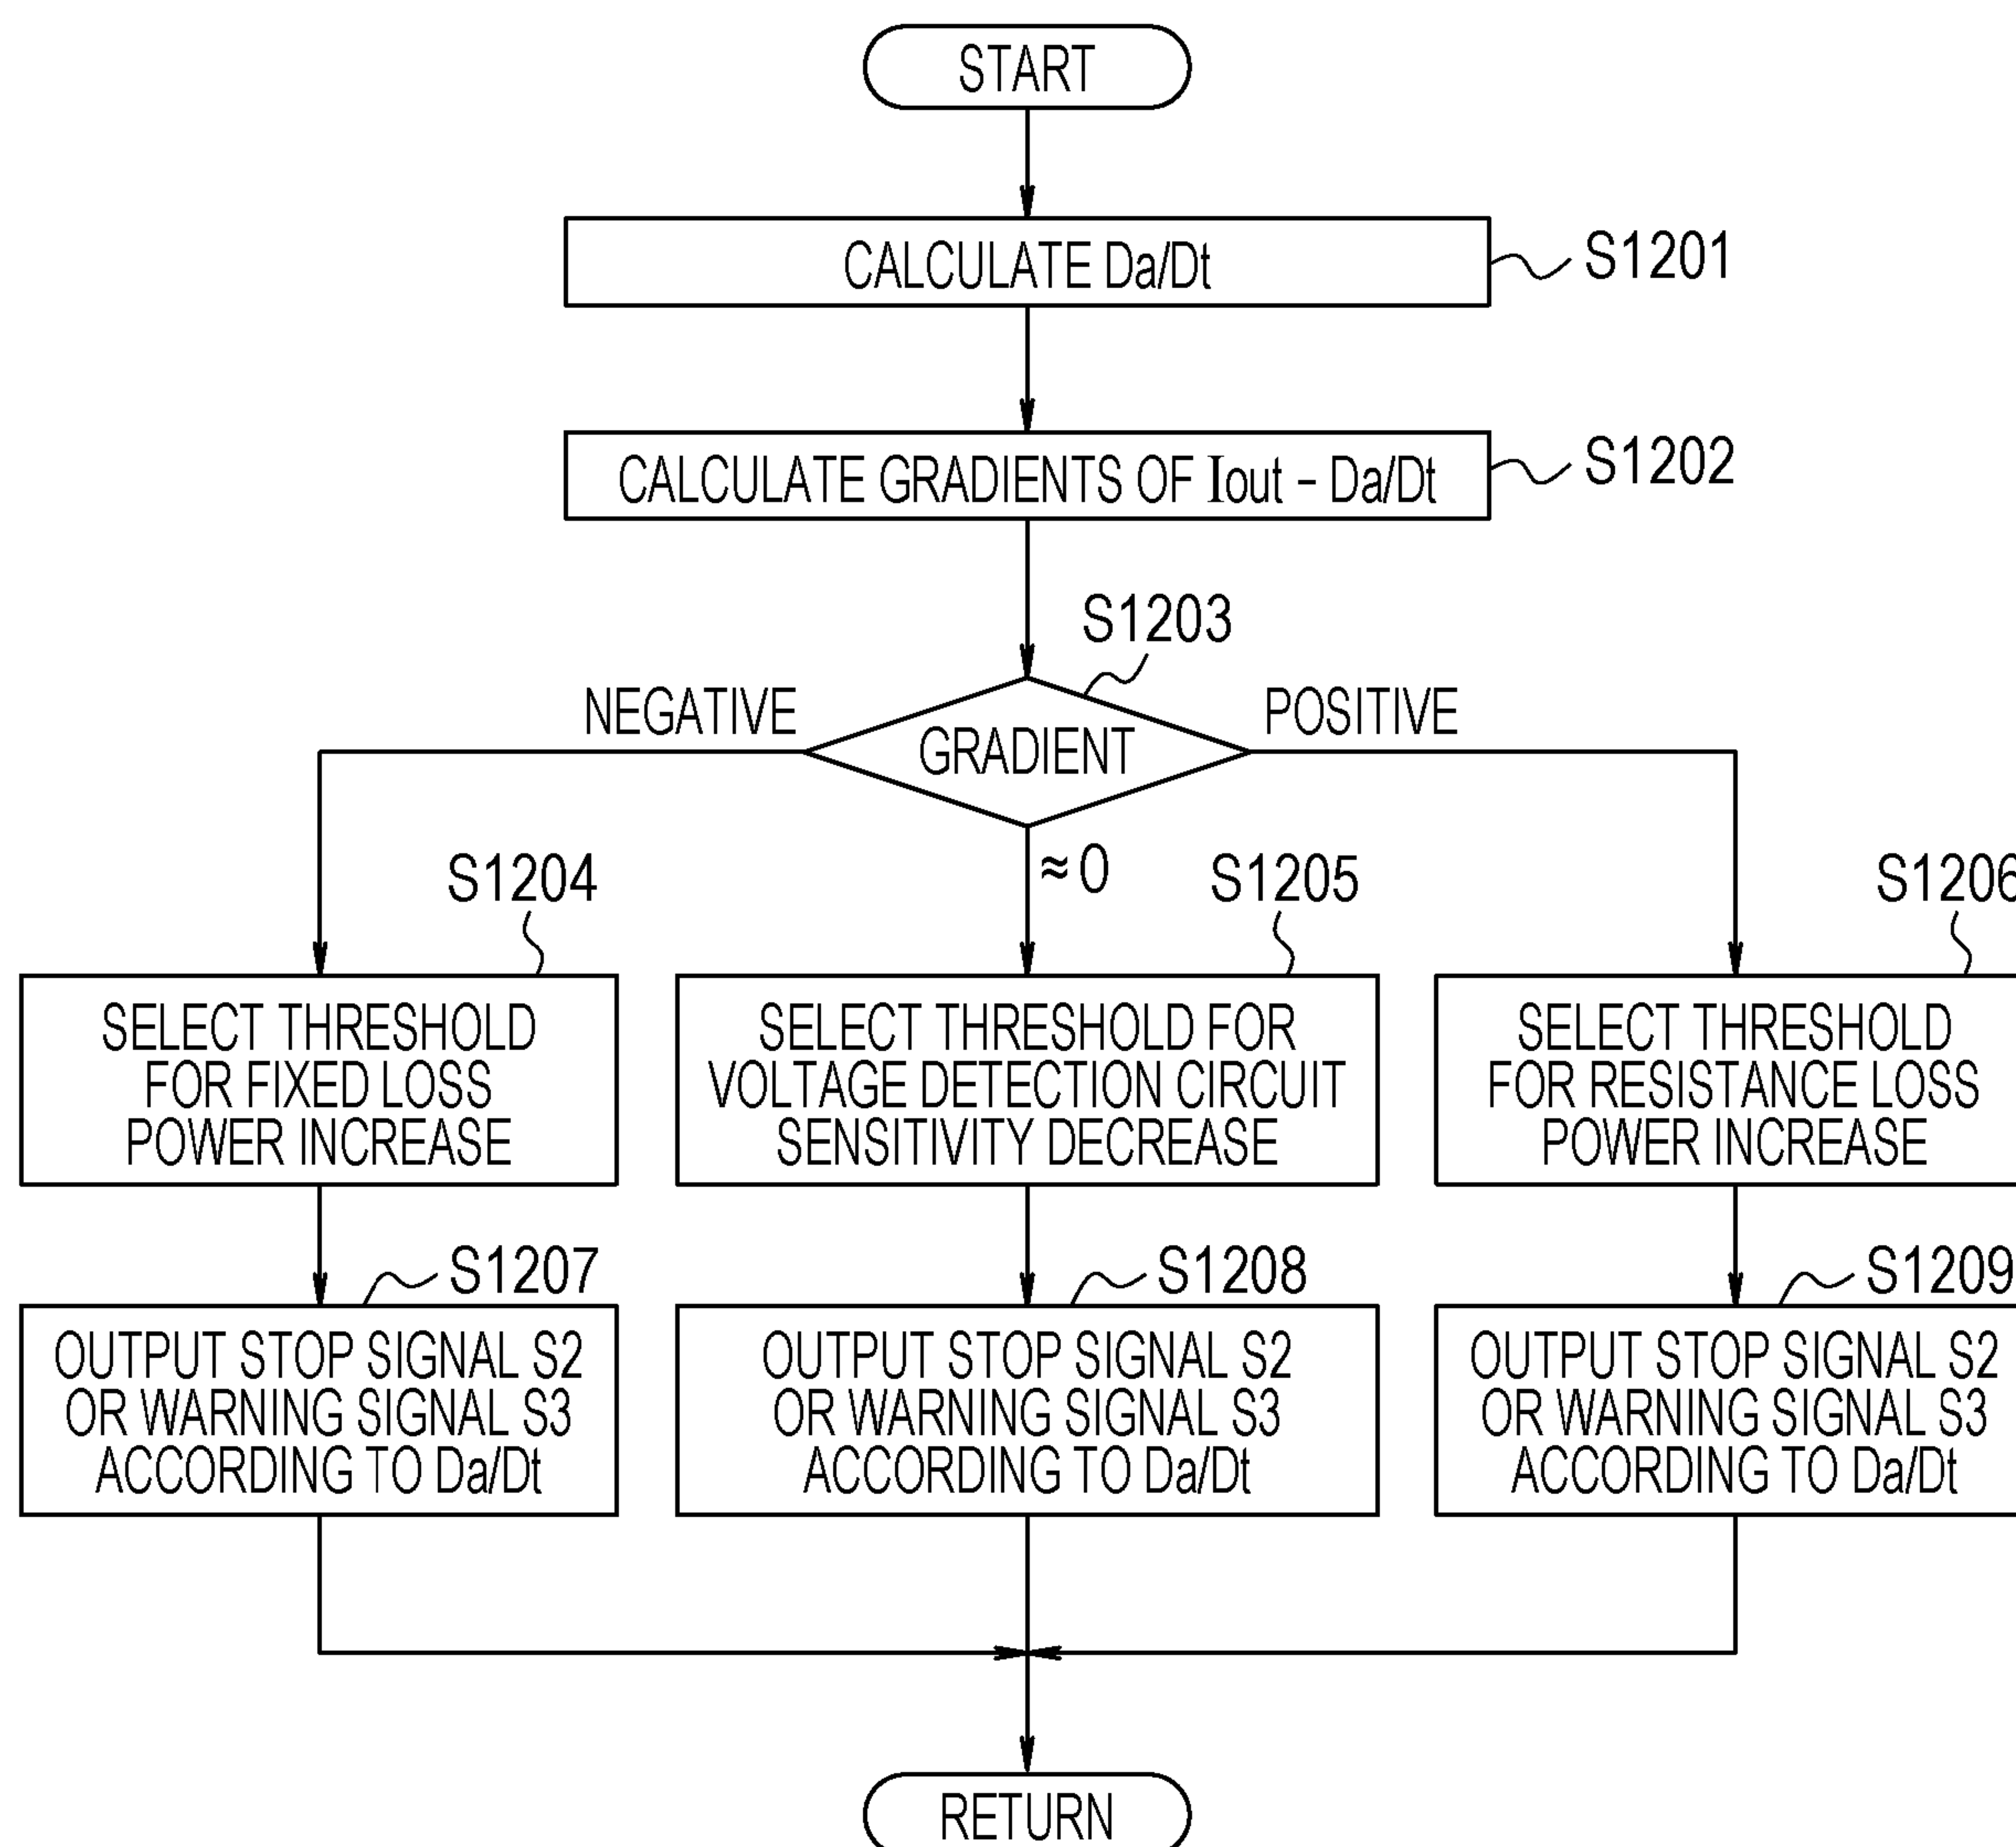 START
CALCULATE Da/Dt
S1201
CALCULATE GRADIENTS OF Iout – Da/Dt
S1202
S1203
NEGATIVE
GRADIENT
POSITIVE
≈0
S1204
SELECT THRESHOLD
FOR FIXED LOSS
POWER INCREASE
S1205
SELECT THRESHOLD FOR
VOLTAGE DETECTION CIRCUIT
SENSITIVITY DECREASE
S1206
SELECT THRESHOLD
FOR RESISTANCE LOSS
POWER INCREASE
S1207
OUTPUT STOP SIGNAL S2
OR WARNING SIGNAL S3
ACCORDING TO Da/Dt
S1208
OUTPUT STOP SIGNAL S2
OR WARNING SIGNAL S3
ACCORDING TO Da/Dt
S1209
OUTPUT STOP SIGNAL S2
OR WARNING SIGNAL S3
ACCORDING TO Da/Dt
RETURN